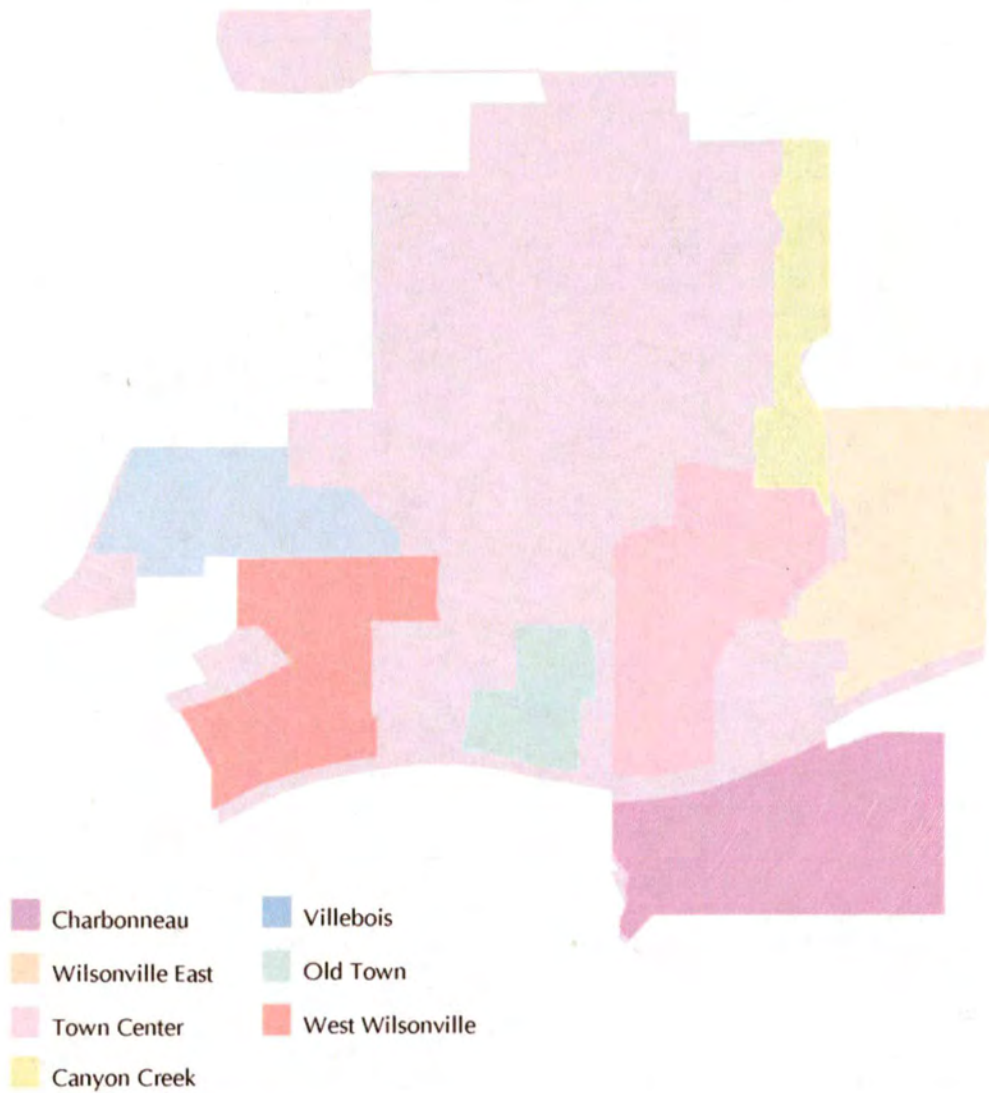 Charbonneau
Wilsonville East
Town Center
Canyon Creek
Villebois
Old Town
West Wilsonville